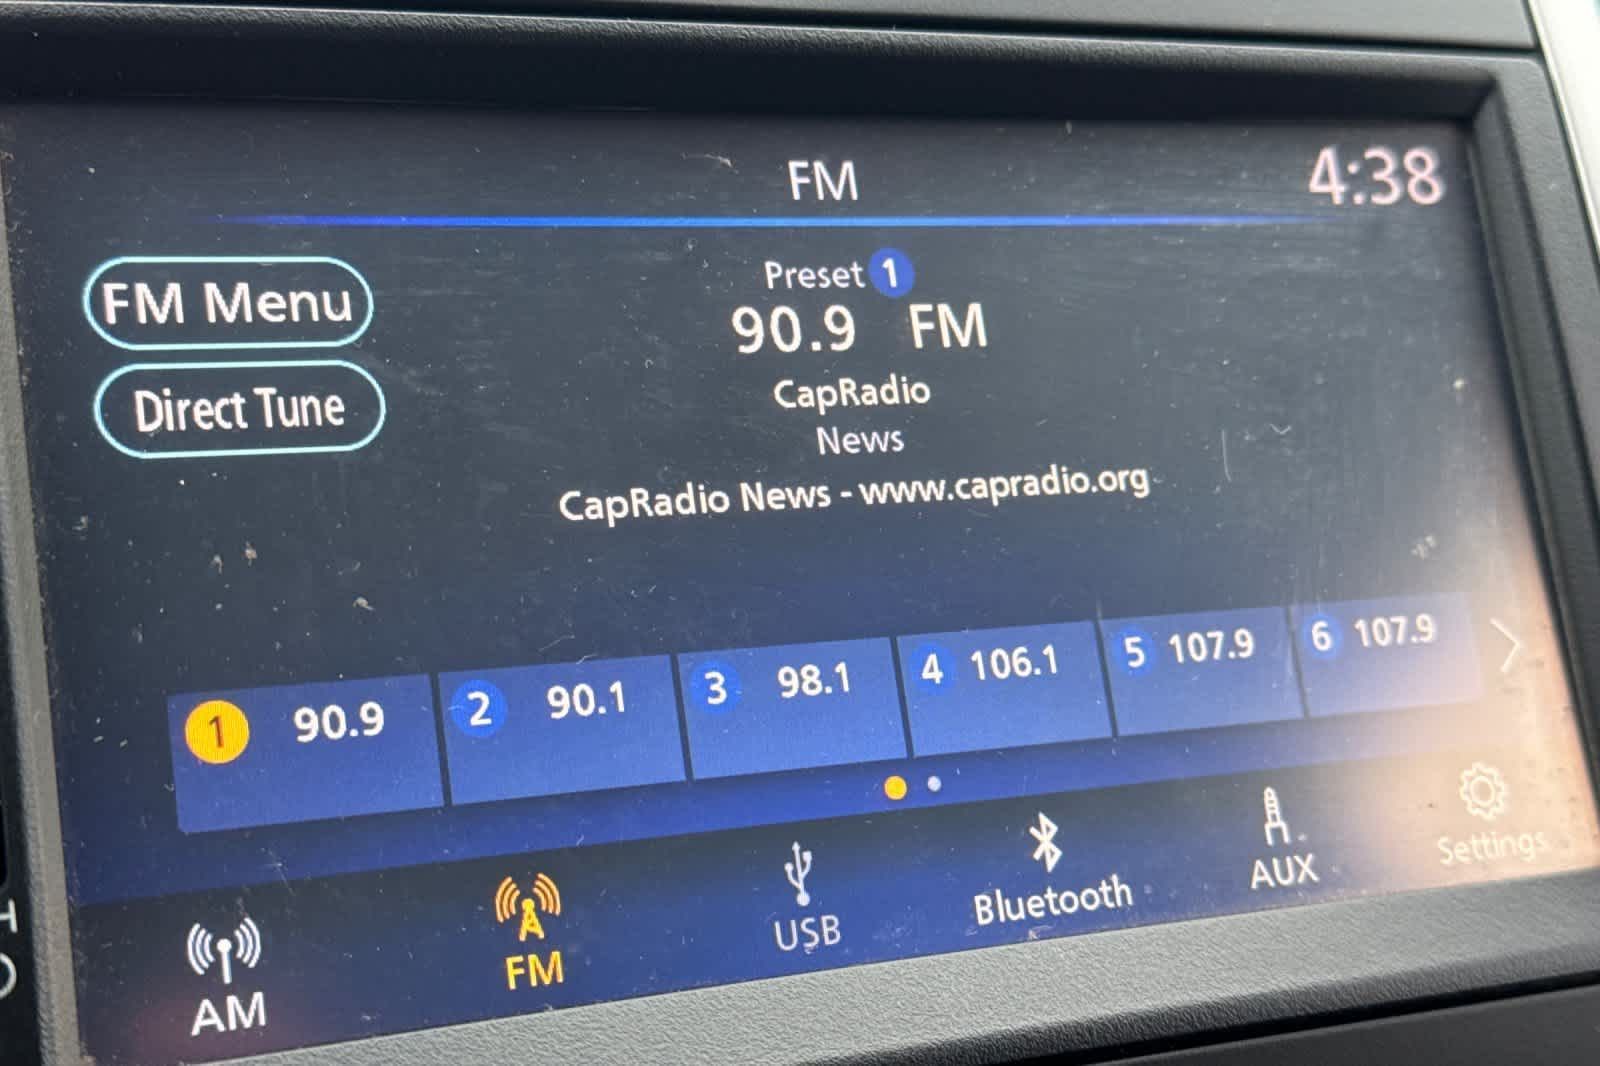 FM
4:38
FM Menu
Direct Tune
Preset 1
90.9 FM
CapRadio
News
CapRadio News - www.capradio.org
1 90.9
2 90.1
3 98.1
4 106.1
5 107.9
6 107.9
AM
FM
USB
Bluetooth
AUX
Settings